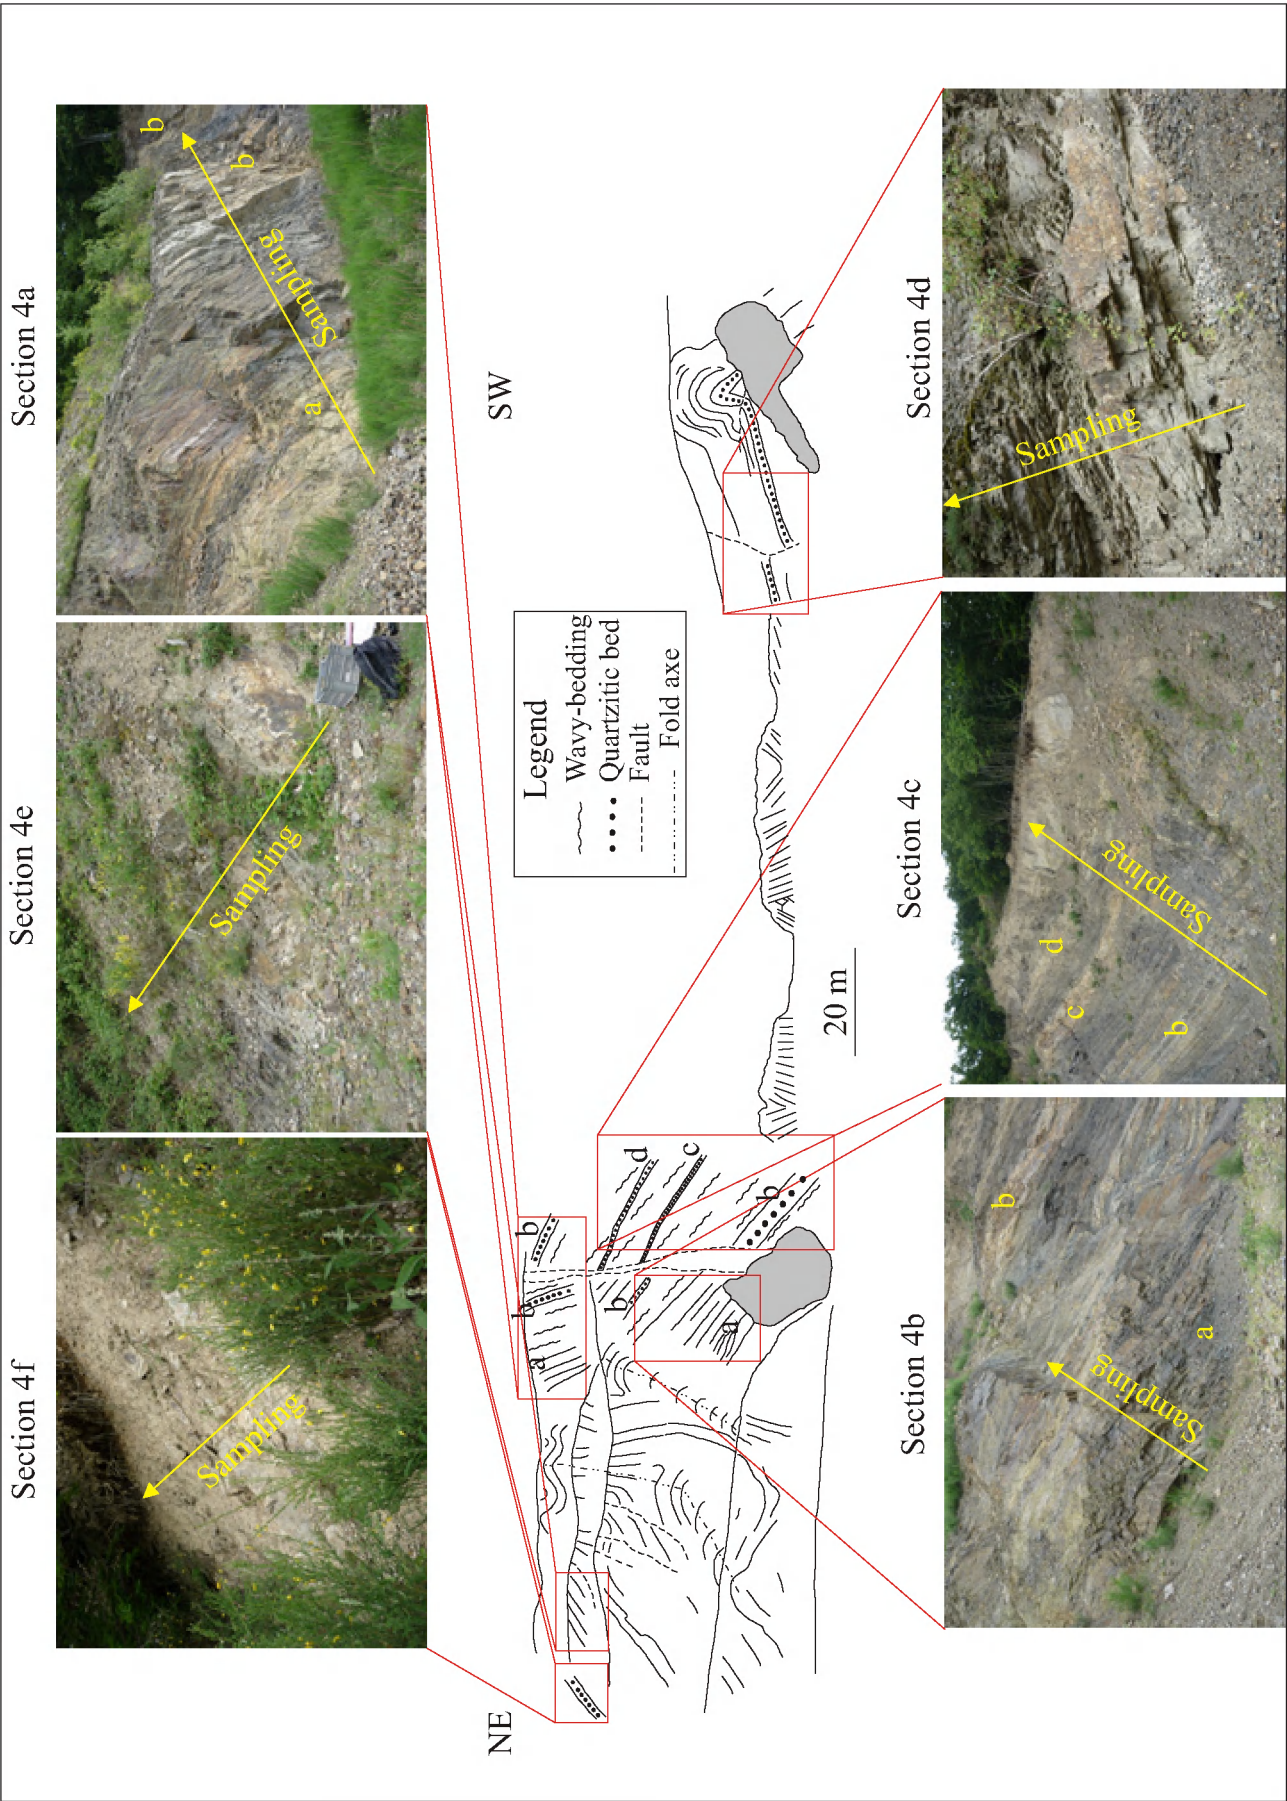 Section 4f
Section 4e
Section 4a
Sampling
Sampling
Sampling
a
b
b
NE
SW
a
b
b
b
a
b
c
d
Legend
Wavy-bedding
Quartzitic bed
Fault
Fold axe
20 m
Section 4b
Section 4c
Section 4d
Sampling
a
b
Sampling
b
c
d
Sampling